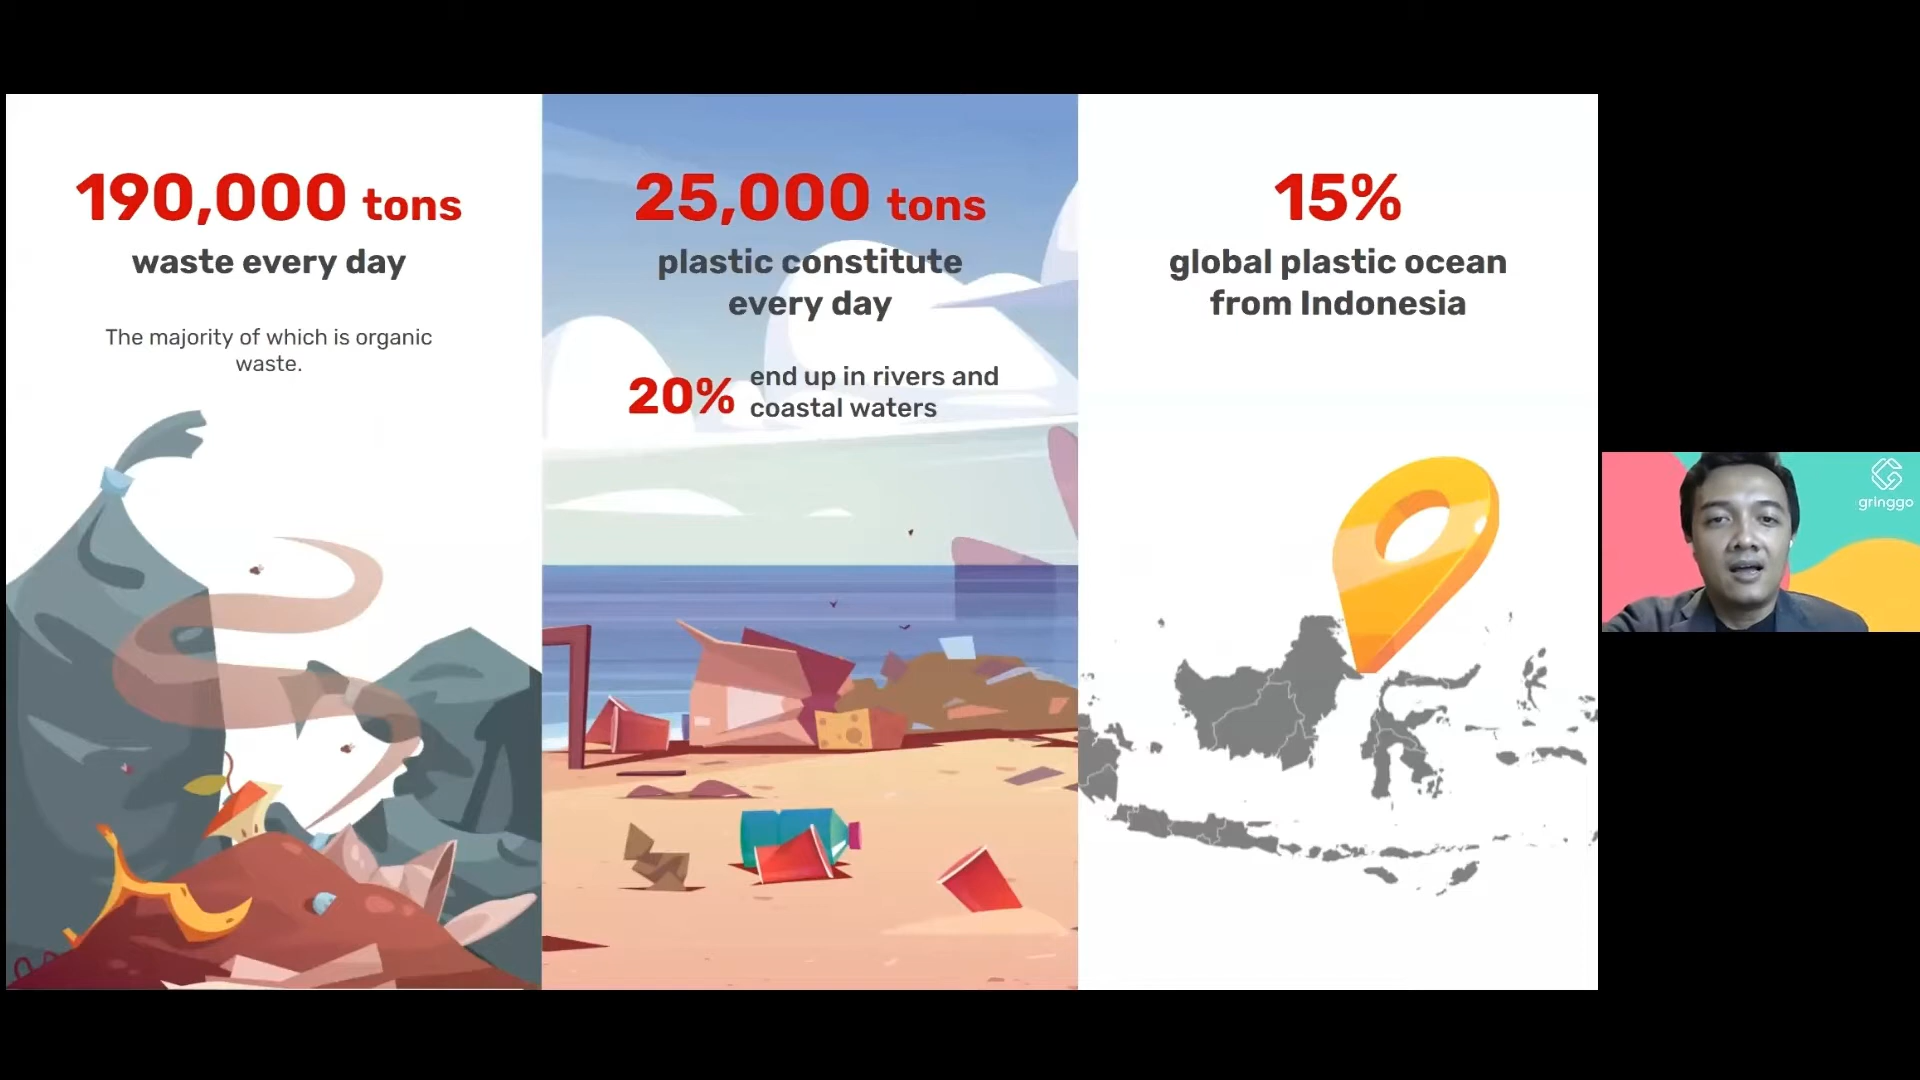 190,000 tons
waste every day
The majority of which is organic
waste.
25,000 tons
plastic constitute
every day
20%
end up in rivers and
coastal waters
15%
global plastic ocean
from Indonesia
gringgo